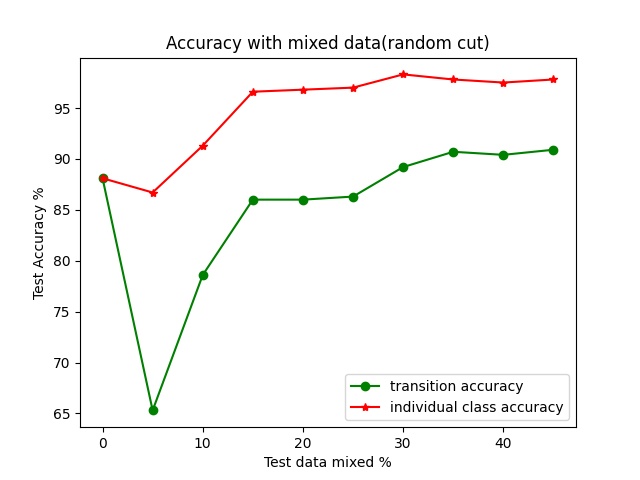 Accuracy with mixed data(random cut)
Test Accuracy %
95
90
85
80
75
70
65
transition accuracy
individual class accuracy
0 10 20 30 40
Test data mixed %